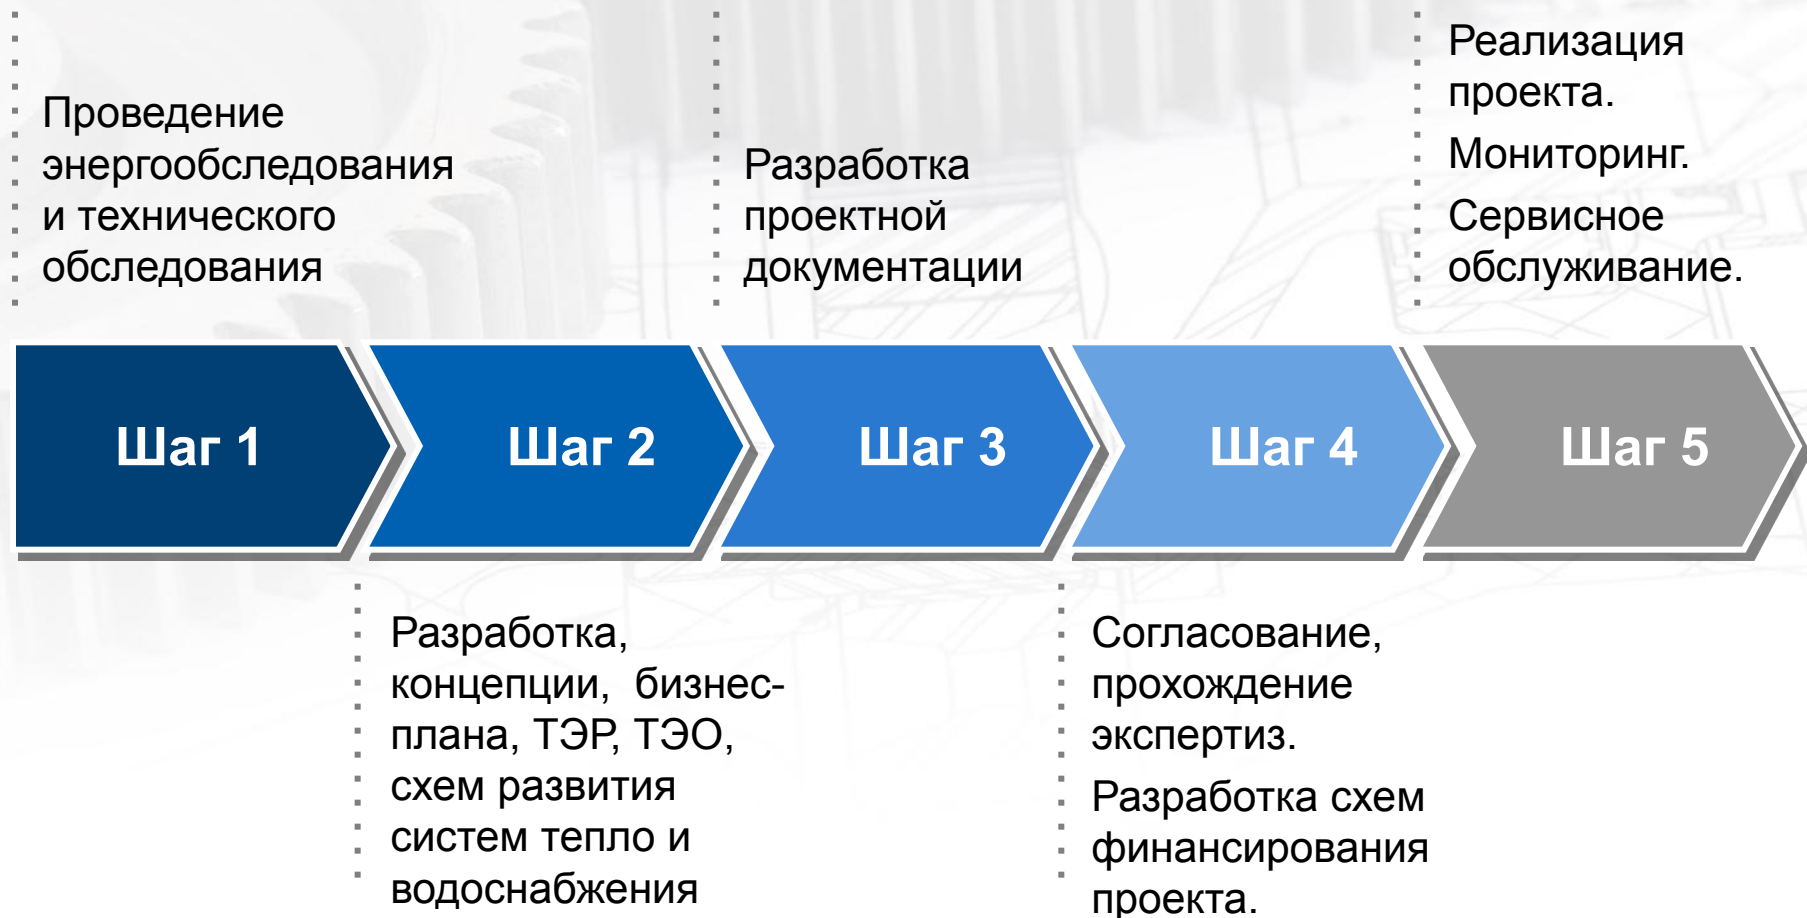 Проведение
энергообследования
и технического
обследования
Разработка
проектной
документации
Реализация
проекта.
Мониторинг.
Сервисное
обслуживание.
Шаг 1
Шаг 2
Шаг 3
Шаг 4
Шаг 5
Разработка,
концепции, бизнес-
плана, ТЭР, ТЭО,
схем развития
систем тепло и
водоснабжения
Согласование,
прохождение
экспертиз.
Разработка схем
финансирования
проекта.